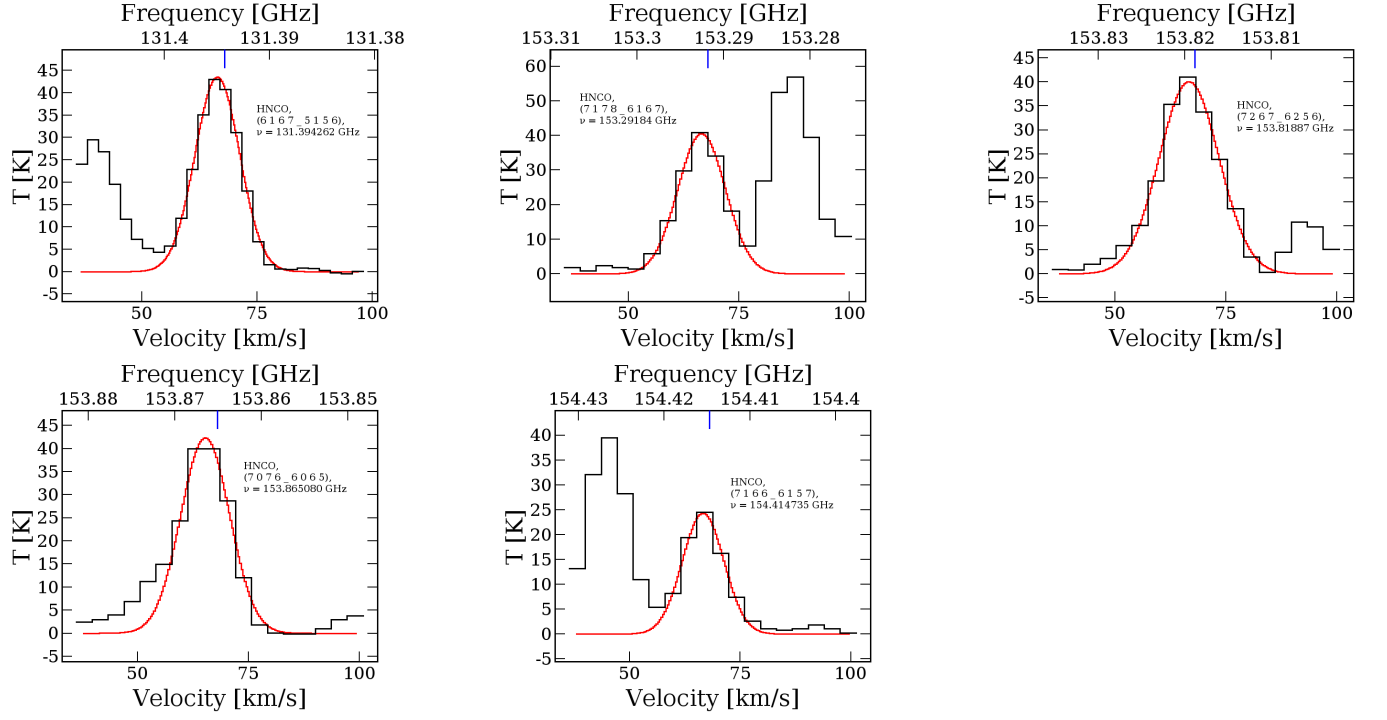 Frequency [GHz]
131.4 131.39 131.38
45
40
35
30
25
20
15
10
5
0
-5
T [K]
HNCO,
(6 1 6 7 _ 5 1 5 6),
ν = 131.394262 GHz
50 75 100
Velocity [km/s]
Frequency [GHz]
153.31 153.3 153.29 153.28
60
50
40
30
20
10
0
T [K]
HNCO,
(7 1 7 8 _ 6 1 6 7),
ν = 153.29184 GHz
50 75 100
Velocity [km/s]
Frequency [GHz]
153.83 153.82 153.81
45
40
35
30
25
20
15
10
5
0
-5
T [K]
HNCO,
(7 2 6 7 _ 6 2 5 6),
ν = 153.81887 GHz
50 75 100
Velocity [km/s]
Frequency [GHz]
153.88 153.87 153.86 153.85
45
40
35
30
25
20
15
10
5
0
-5
T [K]
HNCO,
(7 0 7 6 _ 6 0 6 5),
ν = 153.865080 GHz
50 75 100
Velocity [km/s]
Frequency [GHz]
154.43 154.42 154.41 154.4
40
35
30
25
20
15
10
5
0
-5
T [K]
HNCO,
(7 1 6 6 _ 6 1 5 7),
ν = 154.414735 GHz
50 75 100
Velocity [km/s]